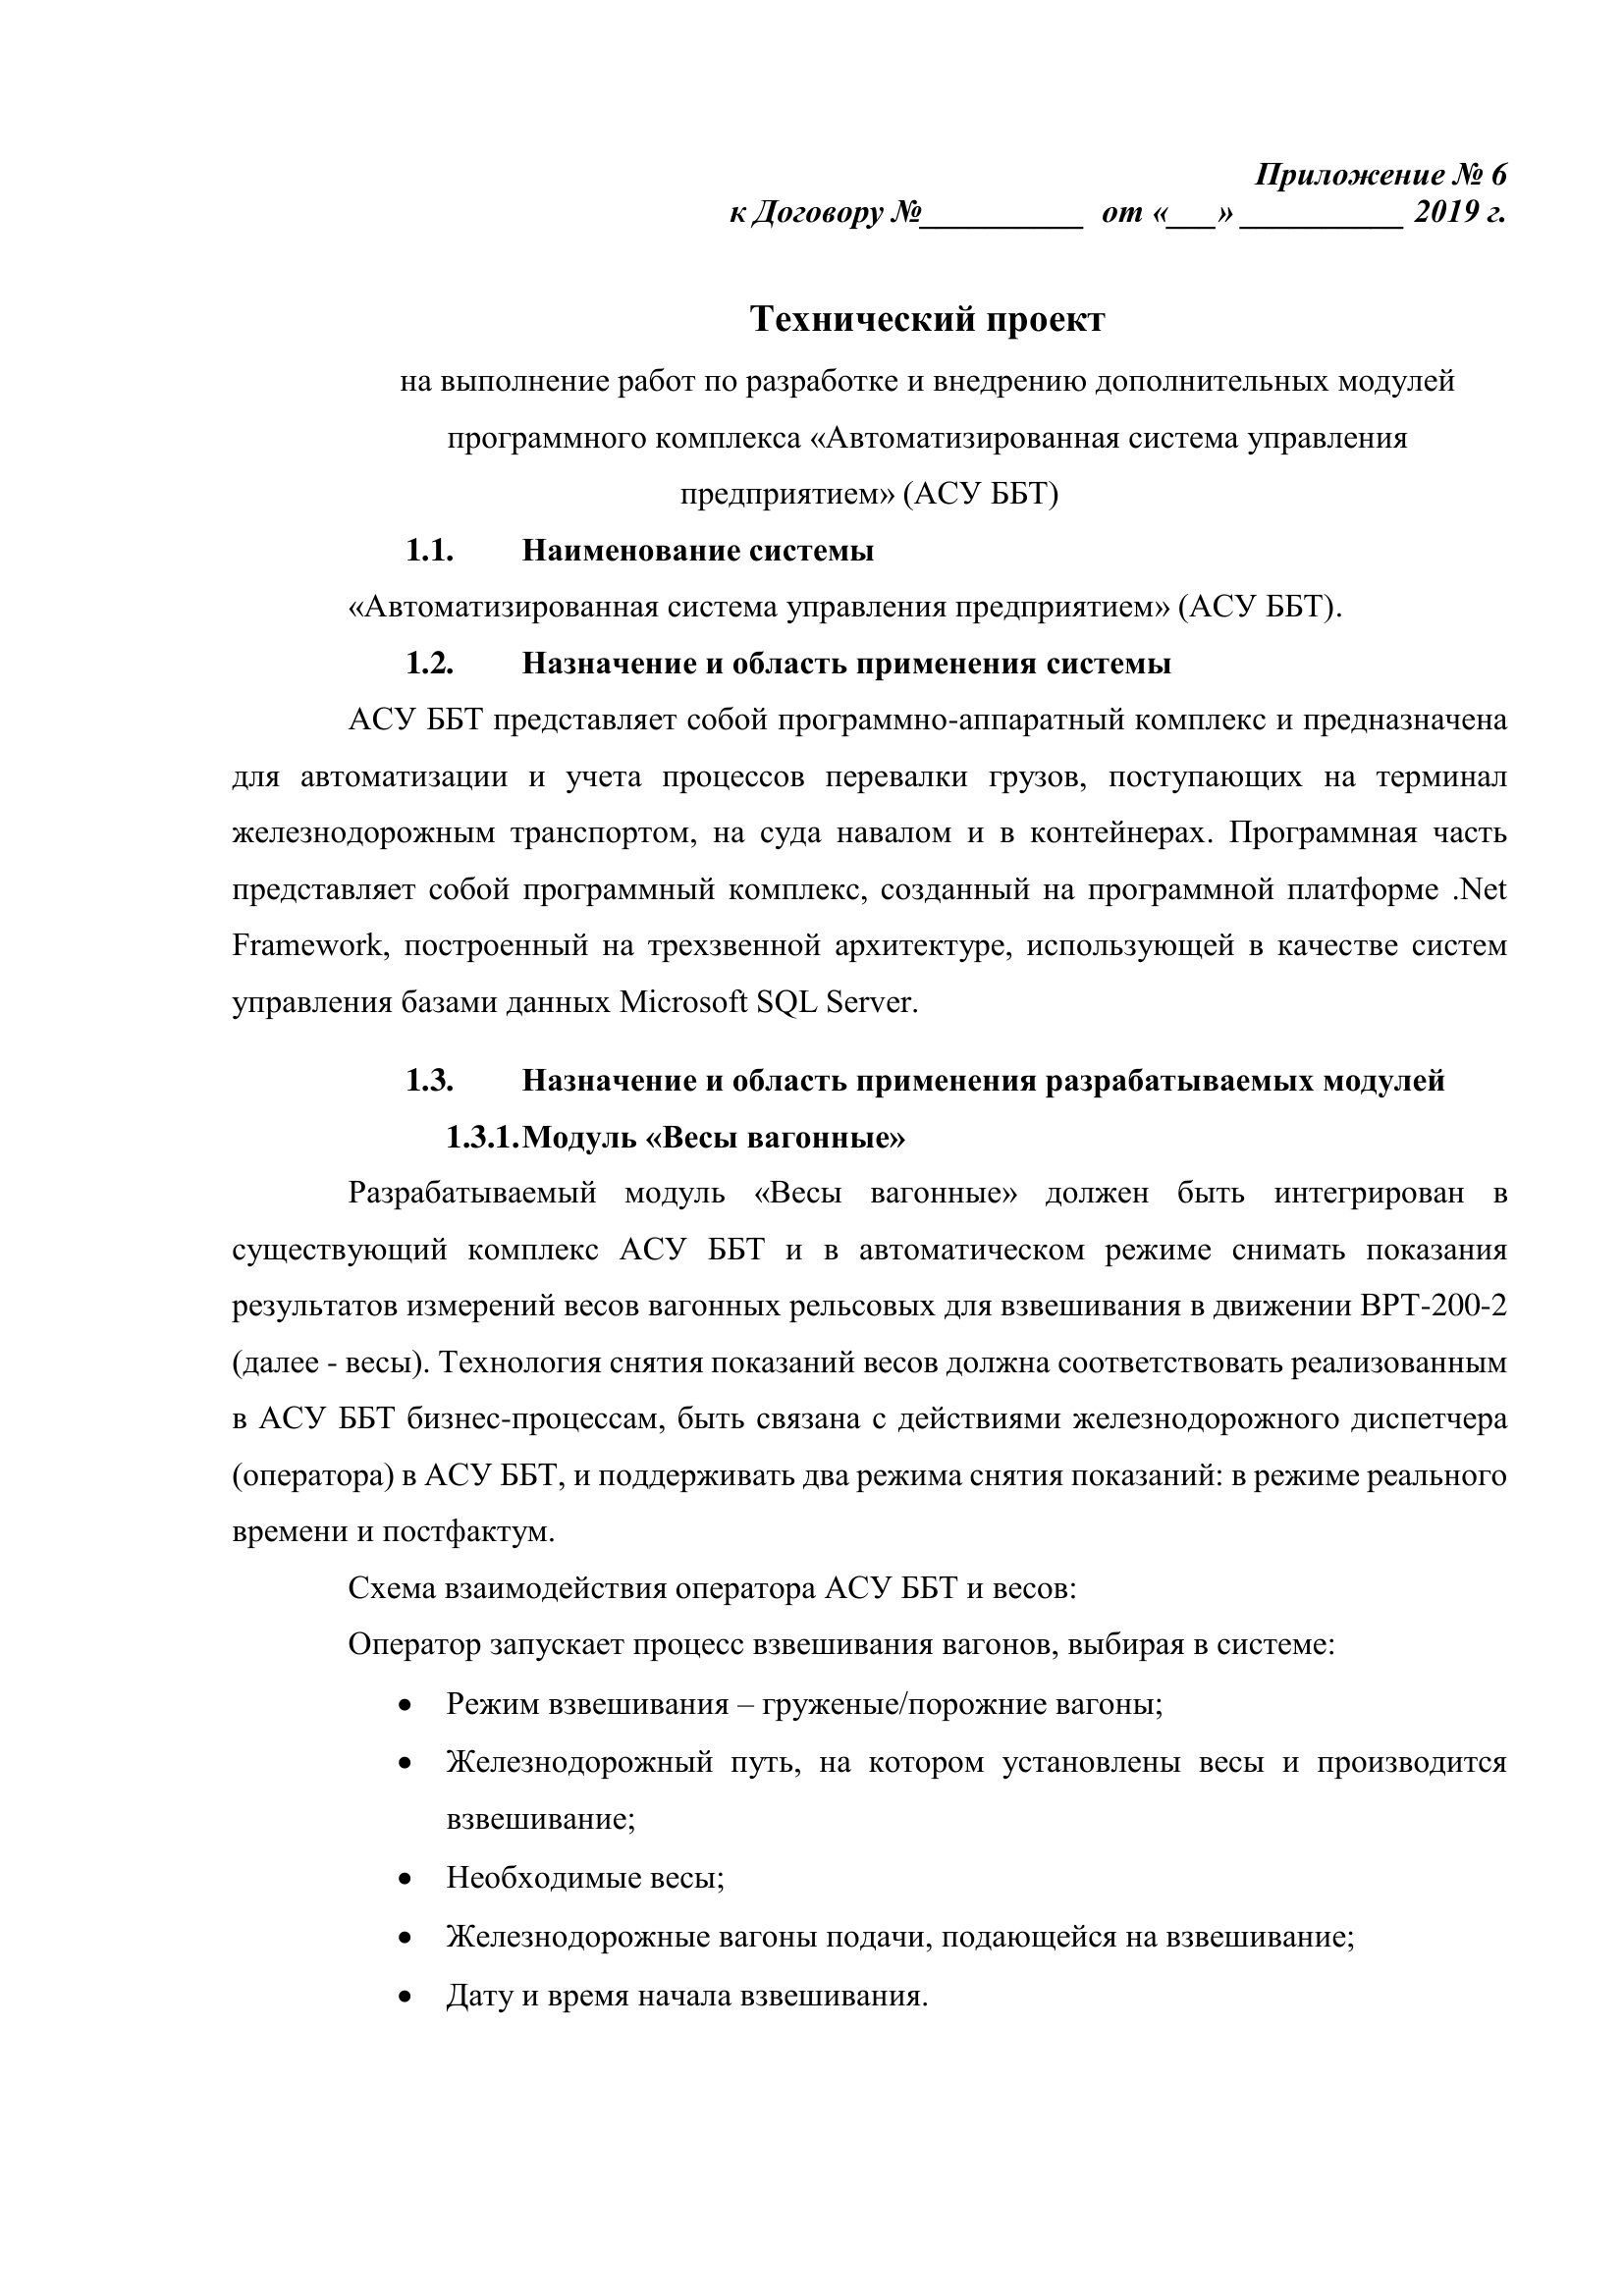 Приложение № 6
к Договору №__________ от «___» __________ 2019 г.
Технический проект
на выполнение работ по разработке и внедрению дополнительных модулей
программного комплекса «Автоматизированная система управления
предприятием» (АСУ ББТ)
1.1. Наименование системы
«Автоматизированная система управления предприятием» (АСУ ББТ).
1.2. Назначение и область применения системы
АСУ ББТ представляет собой программно-аппаратный комплекс и предназначена
для автоматизации и учета процессов перевалки грузов, поступающих на терминал
железнодорожным транспортом, на суда навалом и в контейнерах. Программная часть
представляет собой программный комплекс, созданный на программной платформе .Net
Framework, построенный на трехзвенной архитектуре, использующей в качестве систем
управления базами данных Microsoft SQL Server.
1.3. Назначение и область применения разрабатываемых модулей
1.3.1. Модуль «Весы вагонные»
Разрабатываемый модуль «Весы вагонные» должен быть интегрирован в
существующий комплекс АСУ ББТ и в автоматическом режиме снимать показания
результатов измерений весов вагонных рельсовых для взвешивания в движении ВРТ-200-2
(далее - весы). Технология снятия показаний весов должна соответствовать реализованным
в АСУ ББТ бизнес-процессам, быть связана с действиями железнодорожного диспетчера
(оператора) в АСУ ББТ, и поддерживать два режима снятия показаний: в режиме реального
времени и постфактум.
Схема взаимодействия оператора АСУ ББТ и весов:
Оператор запускает процесс взвешивания вагонов, выбирая в системе:
• Режим взвешивания – груженые/порожние вагоны;
• Железнодорожный путь, на котором установлены весы и производится
взвешивание;
• Необходимые весы;
• Железнодорожные вагоны подачи, подающейся на взвешивание;
• Дату и время начала взвешивания.